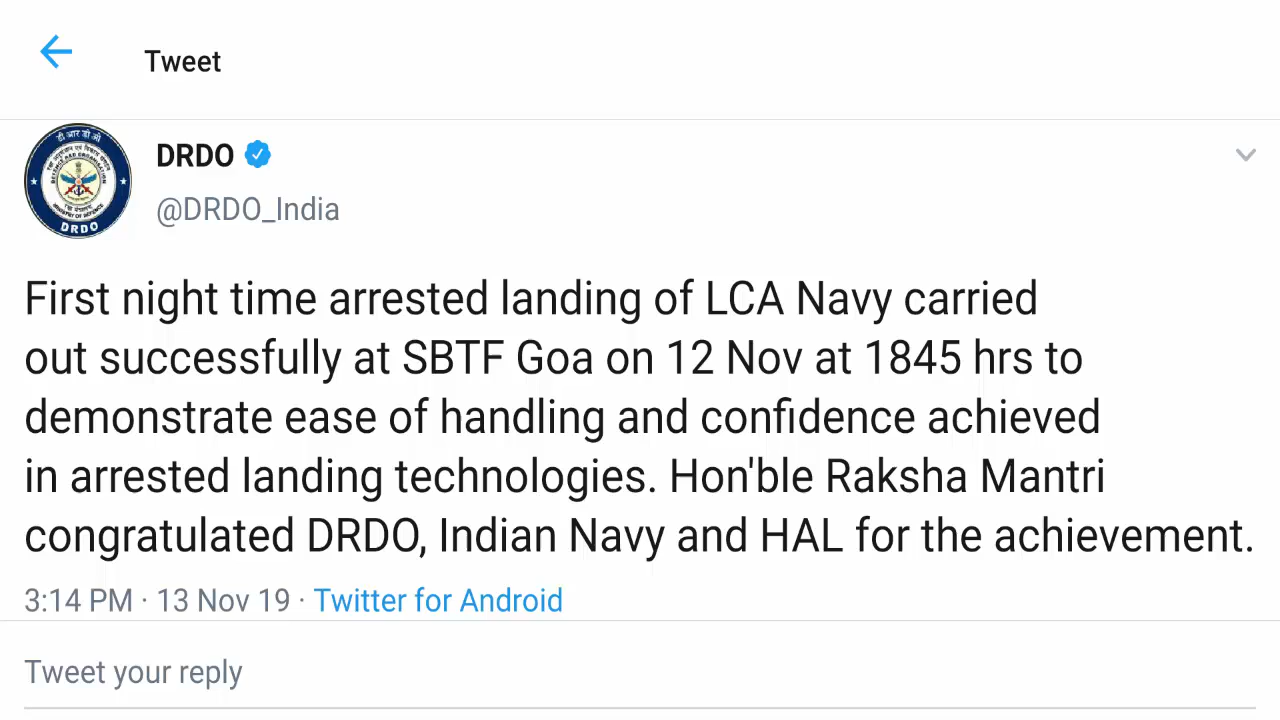 Tweet
डी आर डी ओ
DRDO
DRDO
@DRDO_India
First night time arrested landing of LCA Navy carried
out successfully at SBTF Goa on 12 Nov at 1845 hrs to
demonstrate ease of handling and confidence achieved
in arrested landing technologies. Hon'ble Raksha Mantri
congratulated DRDO, Indian Navy and HAL for the achievement.
3:14 PM · 13 Nov 19 · Twitter for Android
Tweet your reply